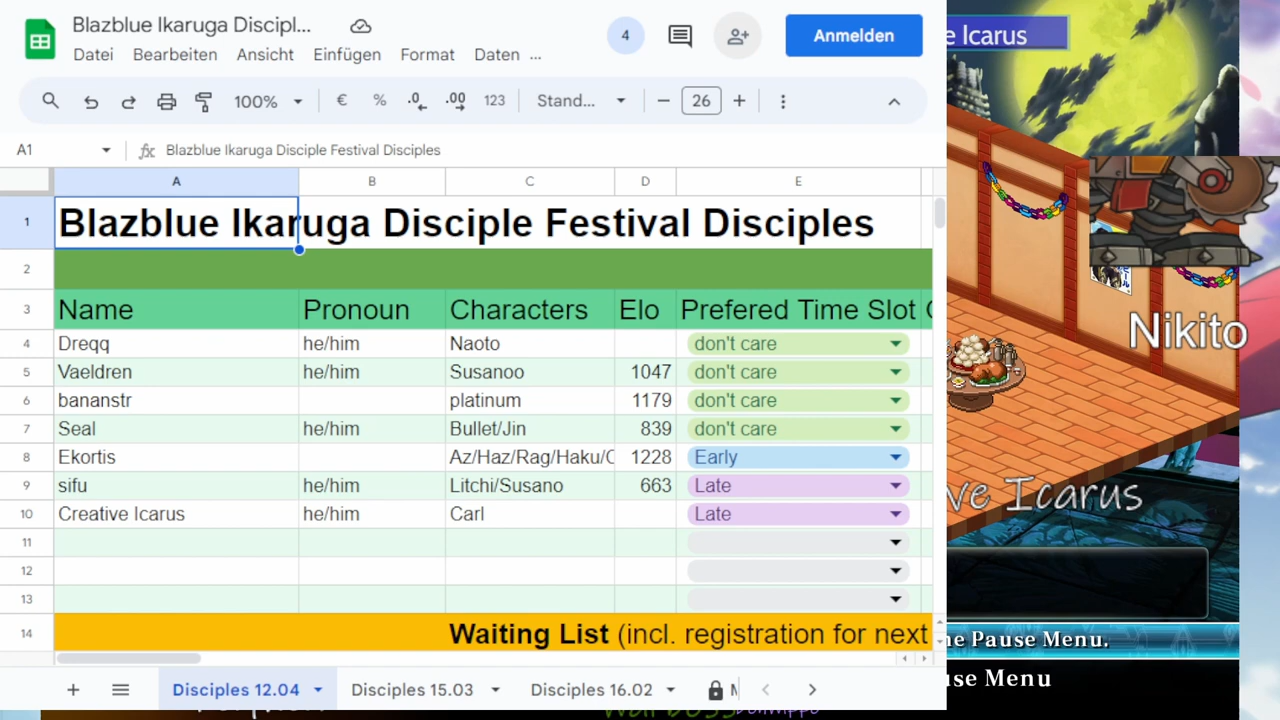 Blazblue Ikaruga Discipl...
Datei Bearbeiten Ansicht Einfügen Format Daten ...
4
Anmelden
100% € % .0 .00 123 Stand... 26
A1
Blazblue Ikaruga Disciple Festival Disciples
A B C D E
1 Blazblue Ikaruga Disciple Festival Disciples
2
3 Name Pronoun Characters Elo Prefered Time Slot
4 Dreqq he/him Naoto don't care
5 Vaeldren he/him Susanoo 1047 don't care
6 bananstr platinum 1179 don't care
7 Seal he/him Bullet/Jin 839 don't care
8 Ekortis Az/Haz/Rag/Haku/C 1228 Early
9 sifu he/him Litchi/Susano 663 Late
10 Creative Icarus he/him Carl Late
11
12
13
14 Waiting List (incl. registration for next
Disciples 12.04 Disciples 15.03 Disciples 16.02
e Icarus
Nikito
ve Icarus
he Pause Menu.
use Menu